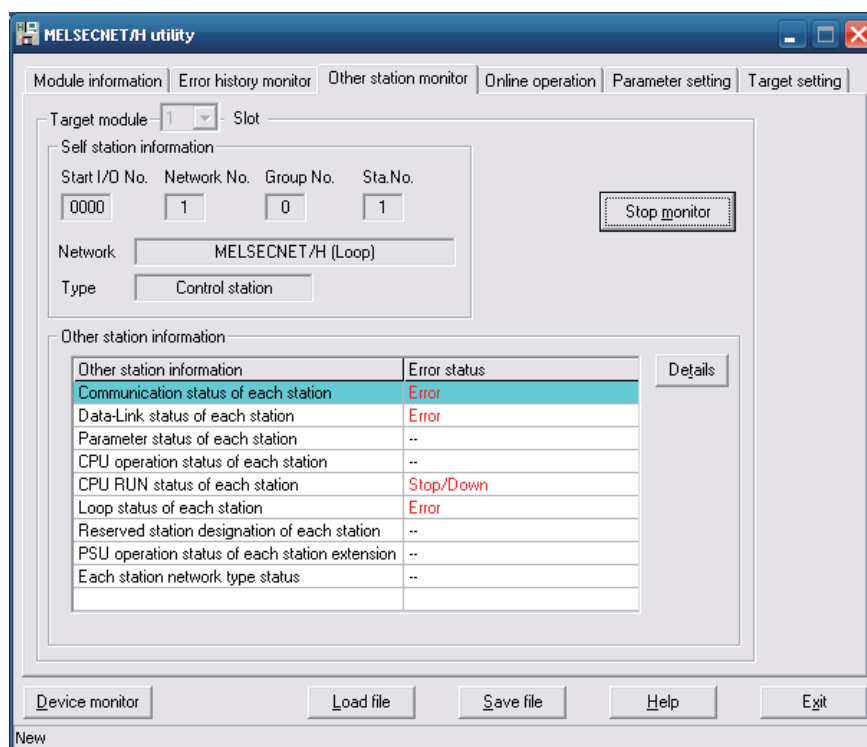 MELSECNET/H utility
Module information Error history monitor Other station monitor Online operation Parameter setting Target setting
Target module 1 Slot
Self station information
Start I/O No. Network No. Group No. Sta.No.
0000 1 0 1
Stop monitor
Network MELSECNET/H (Loop)
Type Control station
Other station information
Other station information Error status
Details
Communication status of each station Error
Data-Link status of each station Error
Parameter status of each station --
CPU operation status of each station --
CPU RUN status of each station Stop/Down
Loop status of each station Error
Reserved station designation of each station --
PSU operation status of each station extension --
Each station network type status --
Device monitor Load file Save file Help Exit
New